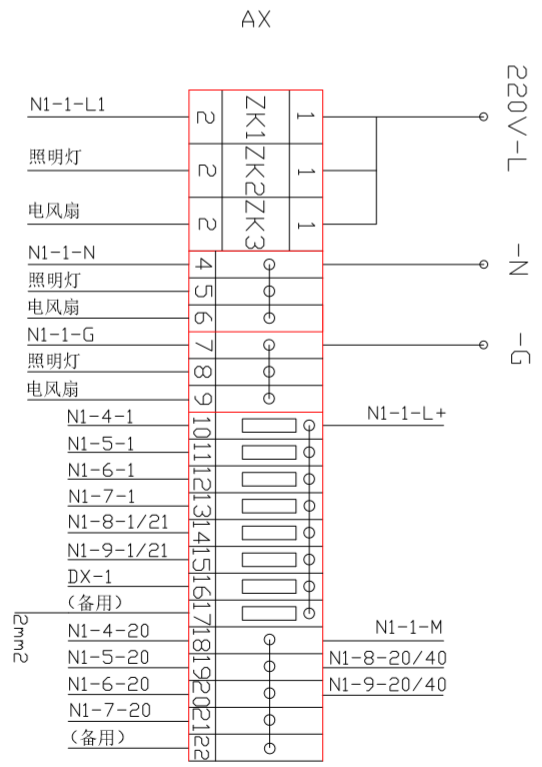 AX
220V-L
N1-1-L1
2 ZK1 1
照明灯
2 ZK2 1
电风扇
2 ZK3 1
N1-1-N
4
-N
照明灯
5
电风扇
6
N1-1-G
7
-G
照明灯
8
电风扇
9
N1-4-1
10
N1-1-L+
N1-5-1
11
N1-6-1
12
N1-7-1
13
N1-8-1/21
14
N1-9-1/21
15
DX-1
16
(备用)
17
2mm2
N1-4-20
18
N1-1-M
N1-5-20
19
N1-8-20/40
N1-6-20
20
N1-9-20/40
N1-7-20
21
(备用)
22